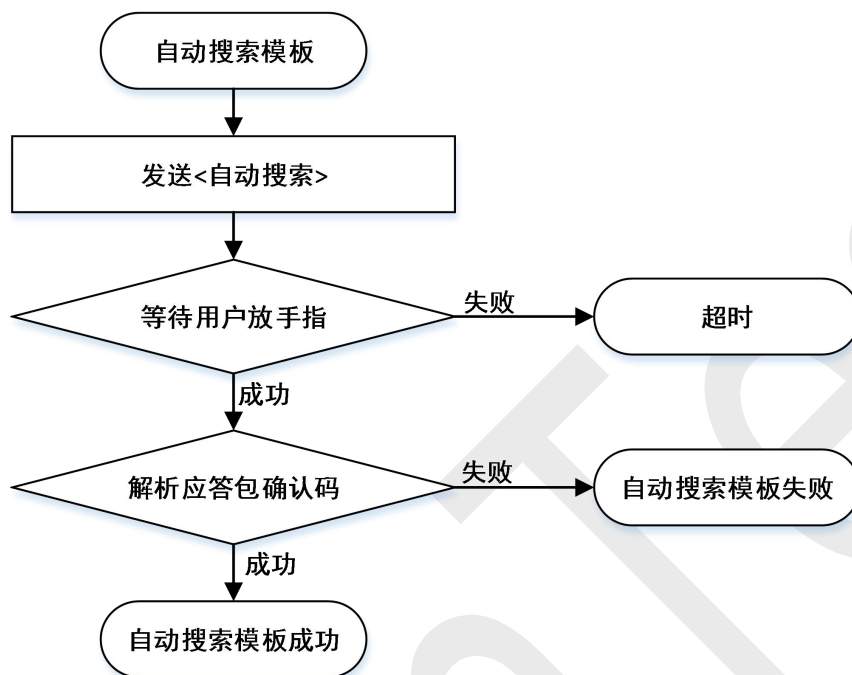 自动搜索模板
发送<自动搜索>
等待用户放手指
失败
超时
成功
解析应答包确认码
失败
自动搜索模板失败
成功
自动搜索模板成功